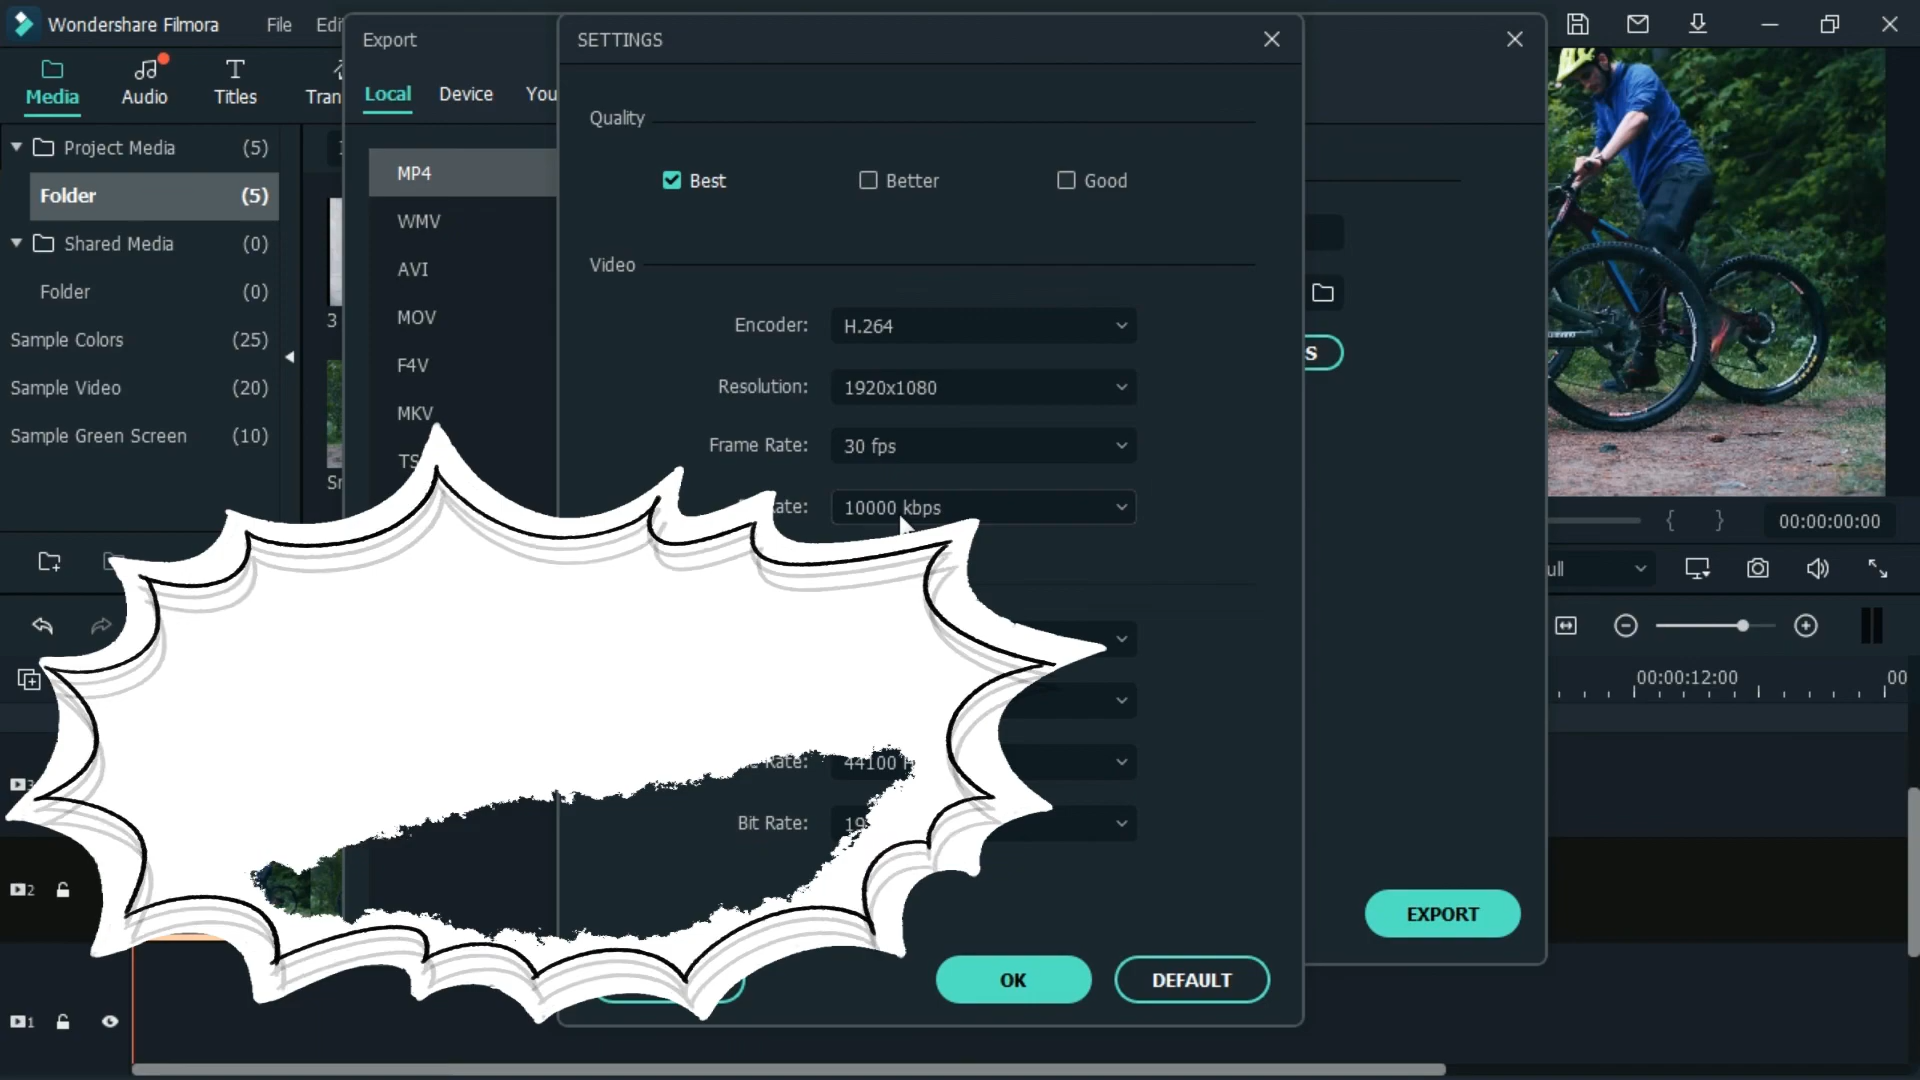 Wondershare Filmora
File
Media
Audio
Titles
Project Media (5)
Folder (5)
Shared Media (0)
Folder (0)
Sample Colors (25)
Sample Video (20)
Sample Green Screen (10)
Export
Local
Device
MP4
WMV
AVI
MOV
F4V
MKV
SETTINGS
Quality
Best
Better
Good
Video
Encoder: H.264
Resolution: 1920x1080
Frame Rate: 30 fps
10000 kbps
44100
Bit Rate:
OK
DEFAULT
EXPORT
{ }
00:00:00:00
00:00:12:00
2
1